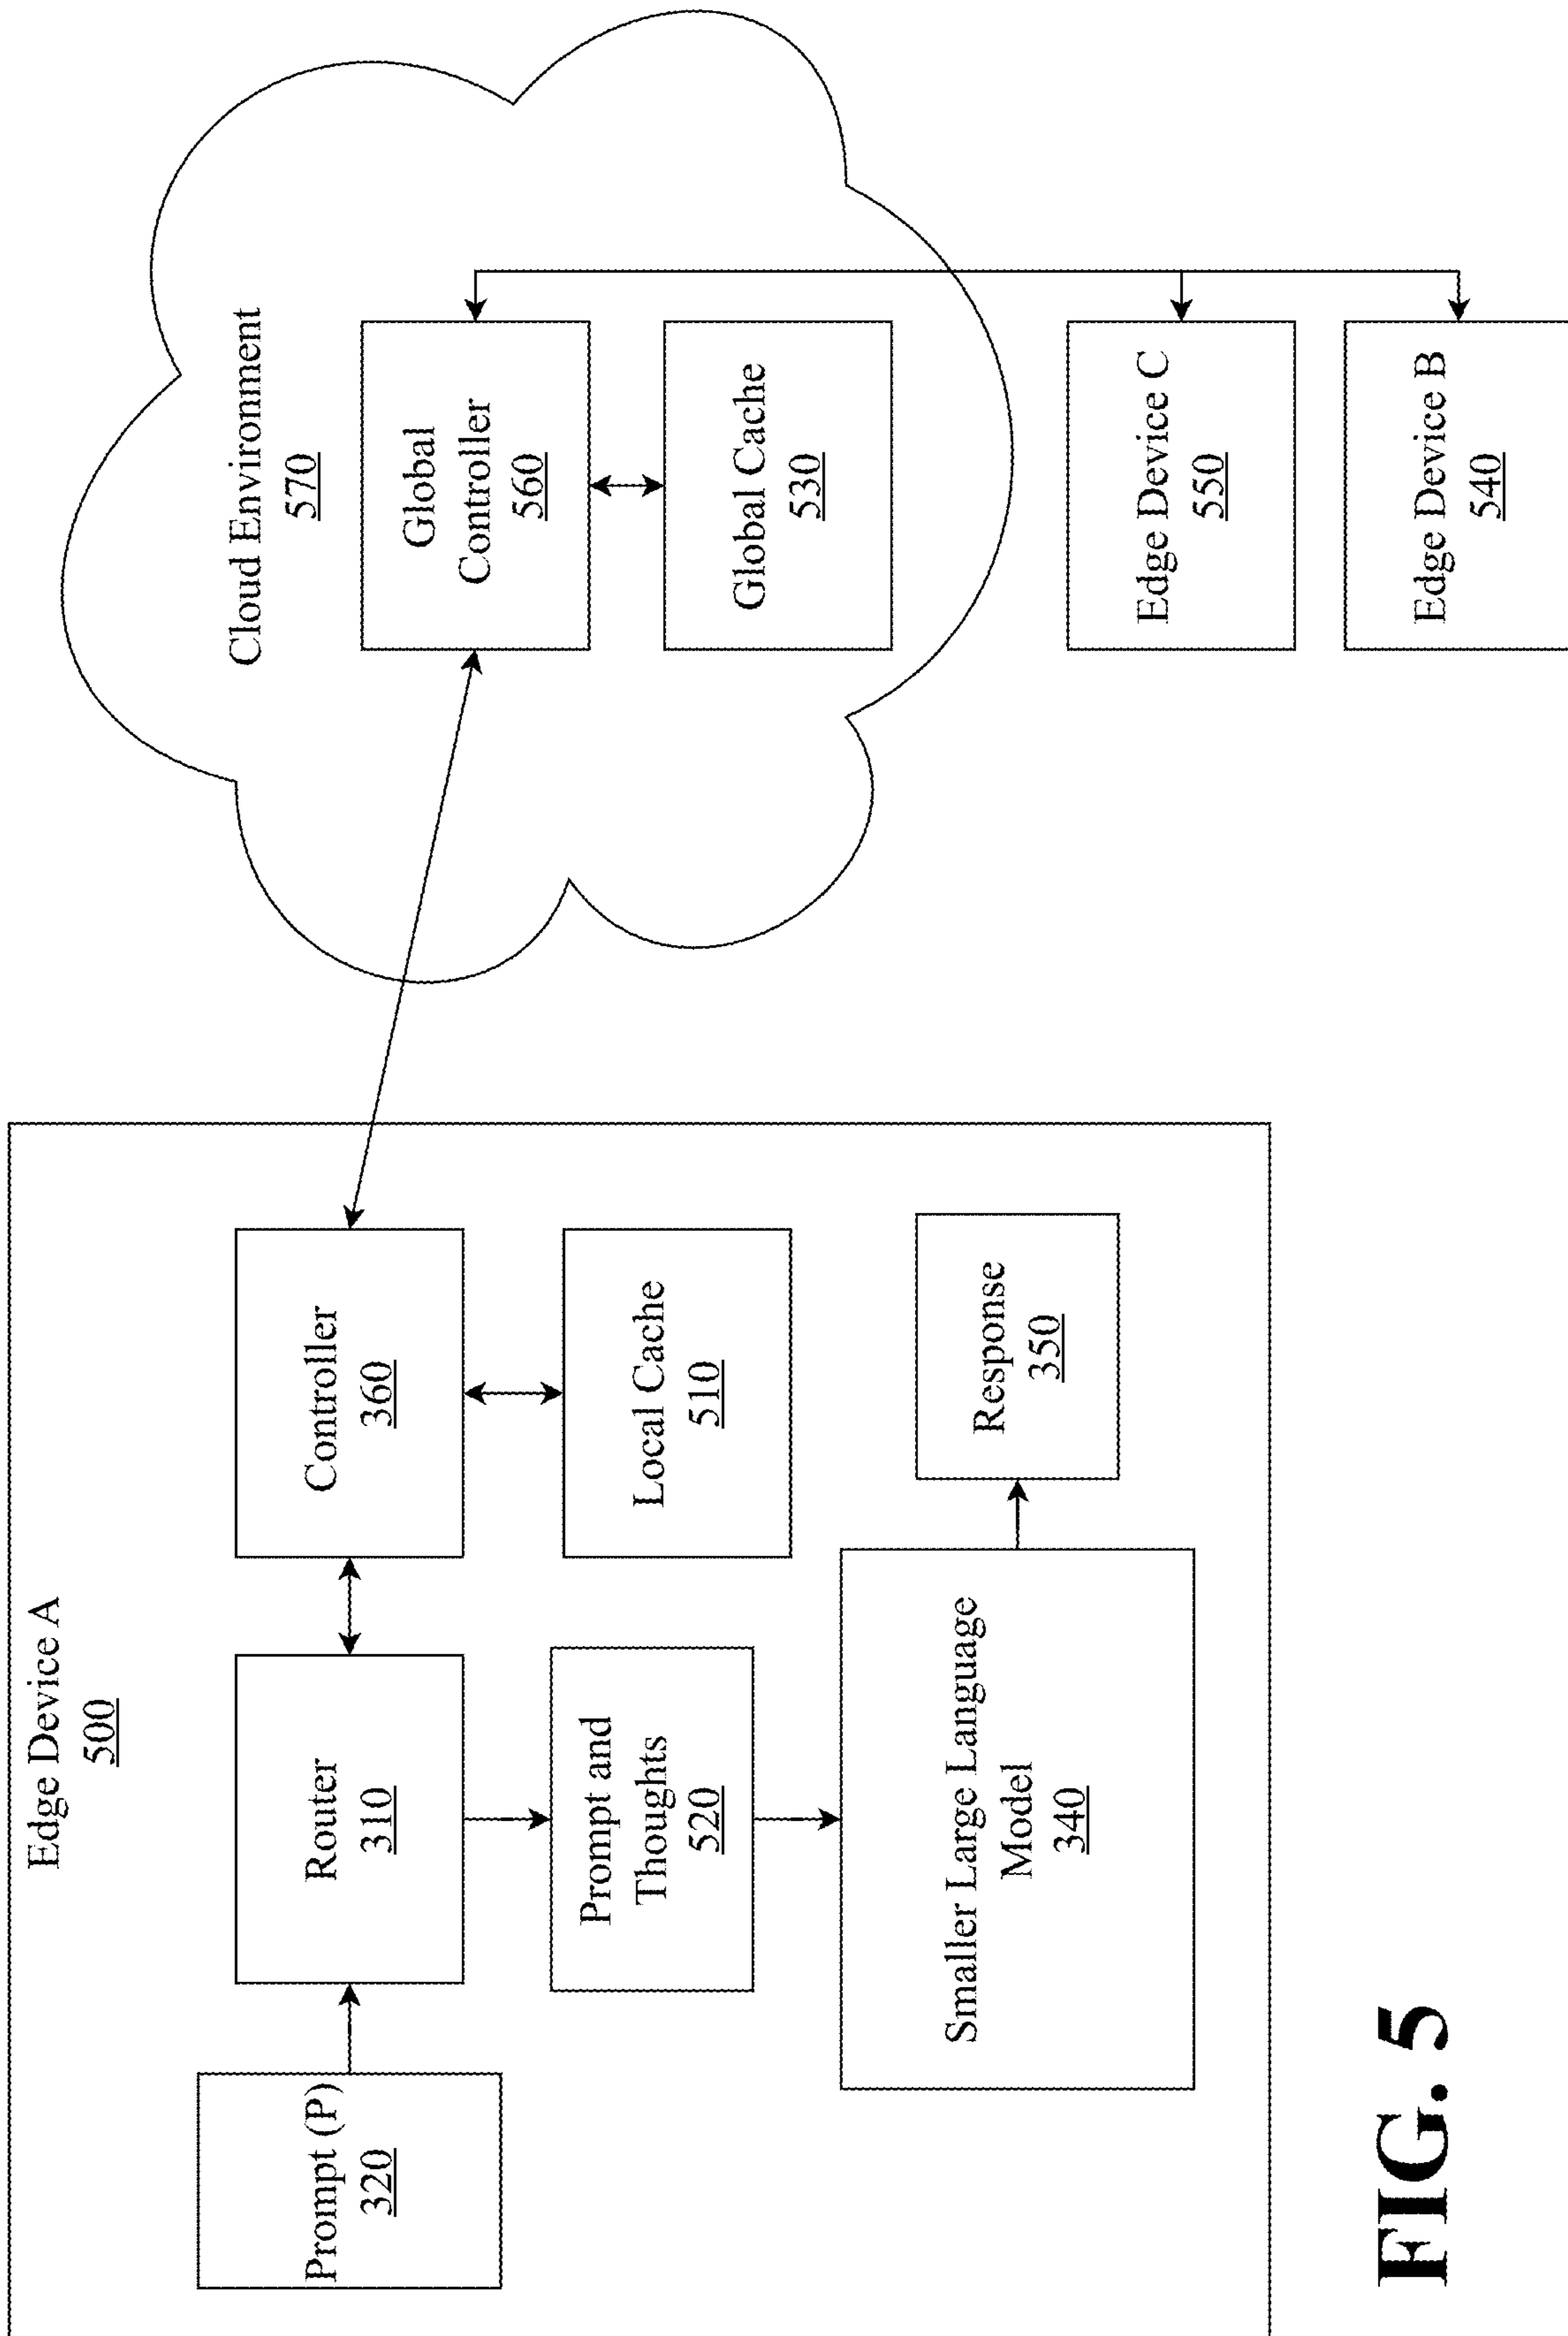 Edge Device A
500
Prompt (P)
320
Router
310
Controller
360
Prompt and
Thoughts
520
Local Cache
510
Smaller Large Language
Model
340
Response
350
Cloud Environment
570
Global
Controller
560
Global Cache
530
Edge Device C
550
Edge Device B
540
FIG. 5